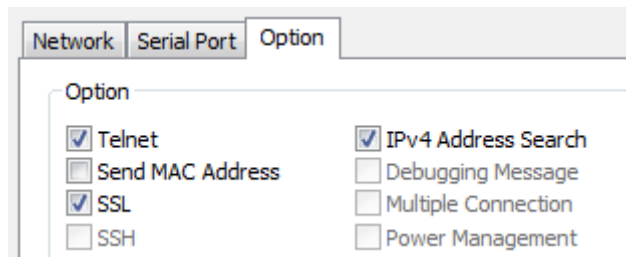 Network Serial Port Option
Option
Telnet
IPv4 Address Search
Send MAC Address
Debugging Message
SSL
Multiple Connection
SSH
Power Management